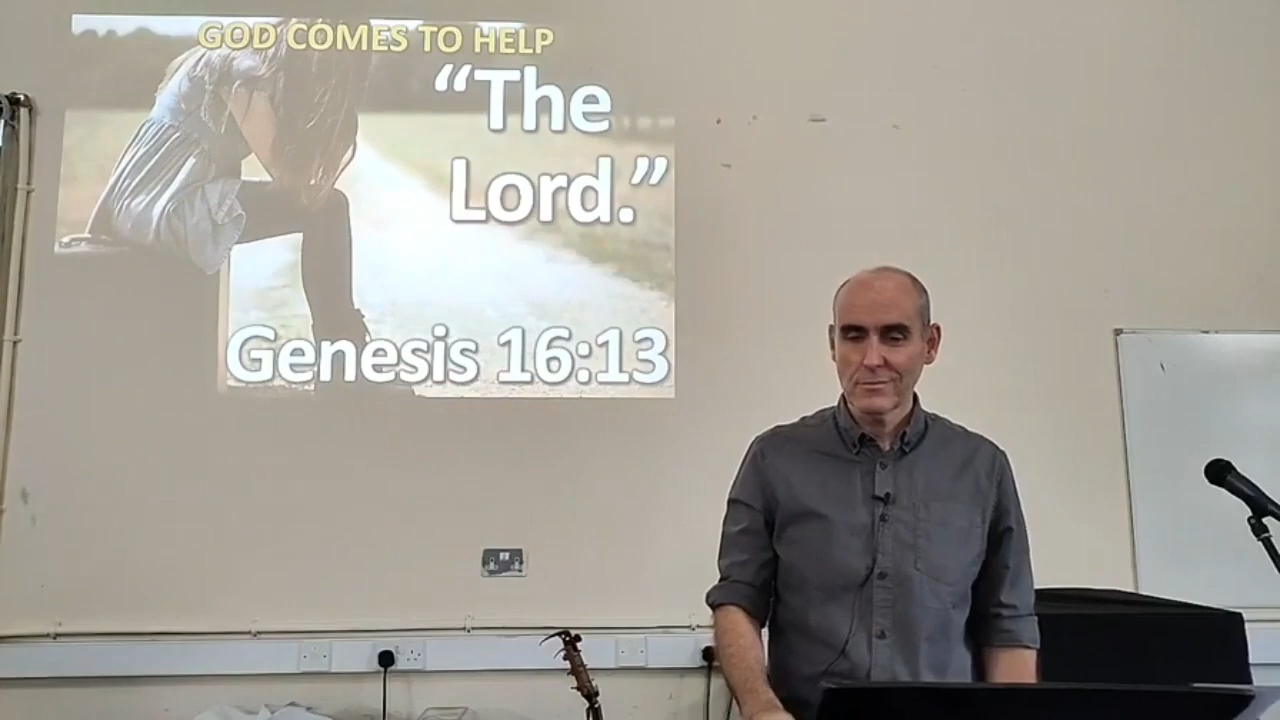 GOD COMES TO HELP
“The
Lord.”
Genesis 16:13